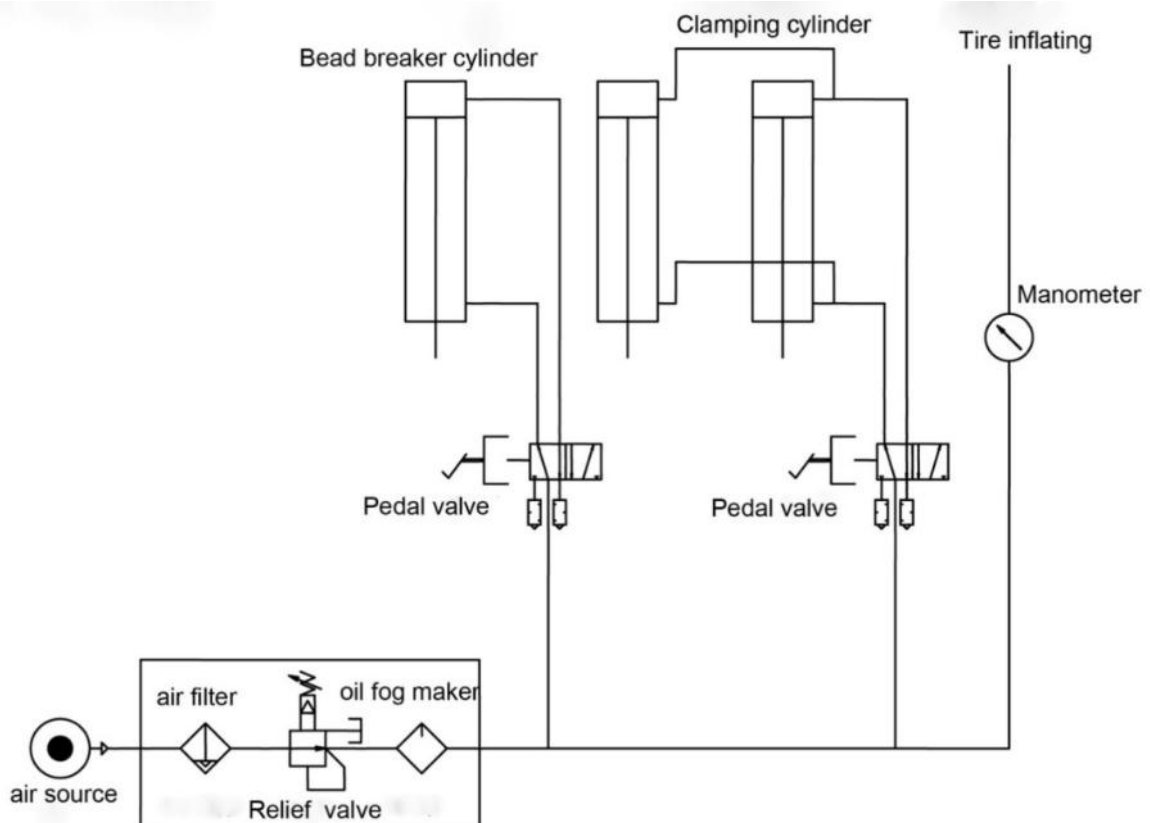 Clamping cylinder
Tire inflating
Bead breaker cylinder
Manometer
Pedal valve
Pedal valve
air filter
oil fog maker
air source
Relief valve